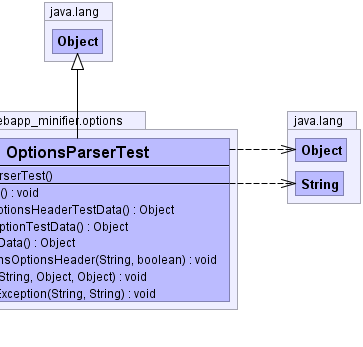 java.lang
Object
ebapp_minifier.options
java.lang
OptionsParserTest
Object
rserTest()
String
() : void
ptionsHeaderTestData() : Object
ptionTestData() : Object
Data() : Object
nsOptionsHeader(String, boolean) : void
String, Object, Object) : void
Exception(String, String) : void